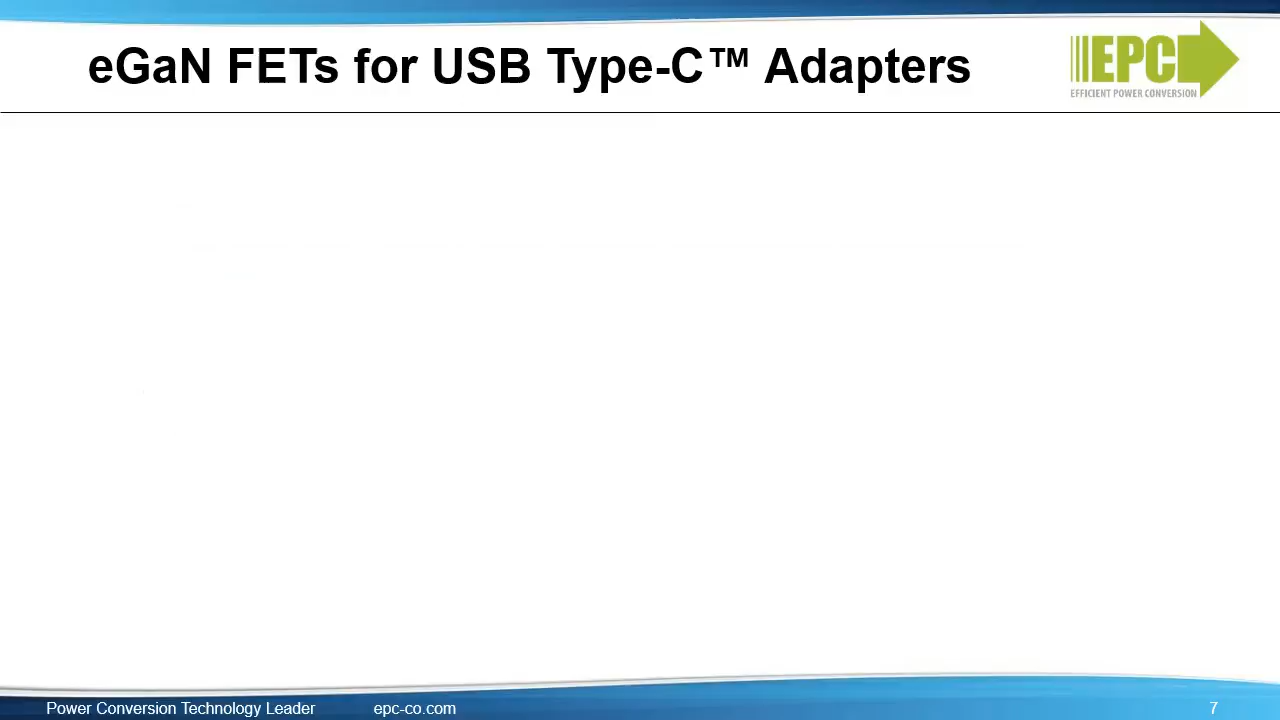 eGaN FETs for USB Type-C™ Adapters
EPC
EFFICIENT POWER CONVERSION
Power Conversion Technology Leader
epc-co.com
7